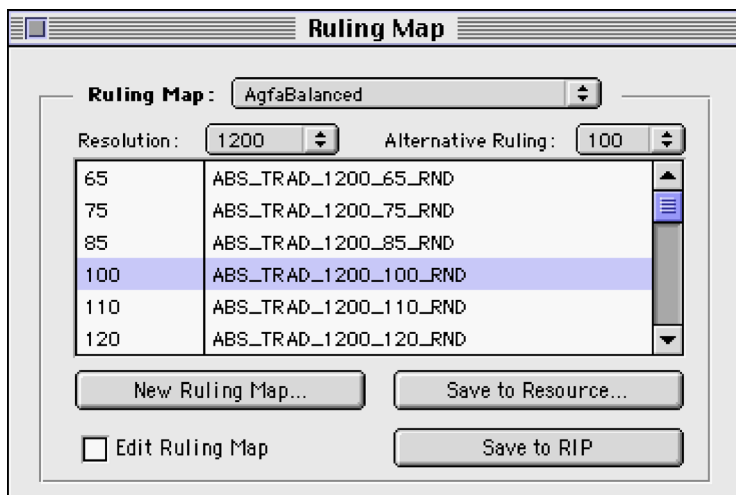 Ruling Map
Ruling Map: AgfaBalanced
Resolution: 1200 Alternative Ruling: 100
65 ABS_TRAD_1200_65_RND
75 ABS_TRAD_1200_75_RND
85 ABS_TRAD_1200_85_RND
100 ABS_TRAD_1200_100_RND
110 ABS_TRAD_1200_110_RND
120 ABS_TRAD_1200_120_RND
New Ruling Map... Save to Resource...
Edit Ruling Map Save to RIP